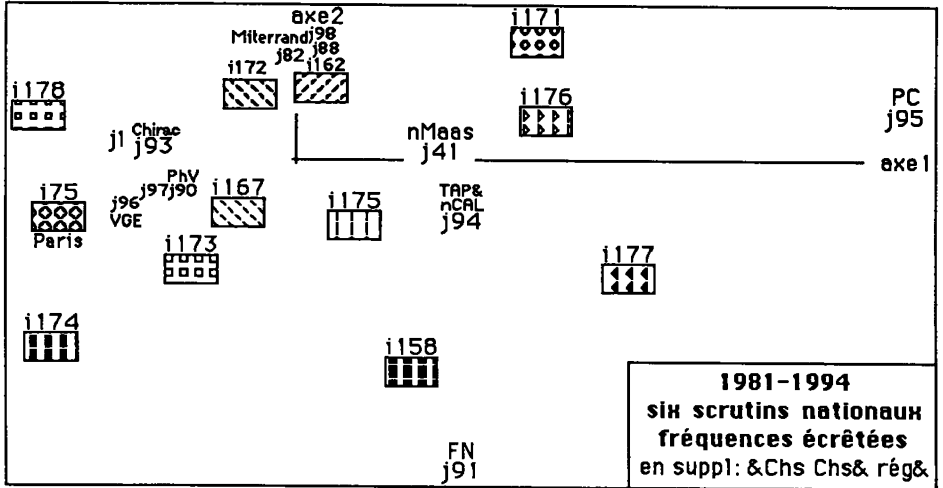 axe2
i171
Miterrand
j98
j82
j88
i172
i162
i178
i176
PC
j95
j1
Chirac
j93
nMaas
j41
axe1
PhV
j97j90
i75
j96
VGE
Paris
i167
i175
TAP&
nCAL
j94
i173
i177
i174
i158
FN
j91
1981-1994
six scrutins nationaux
fréquences écrêtées
en suppl: &Chs Chs& rég&